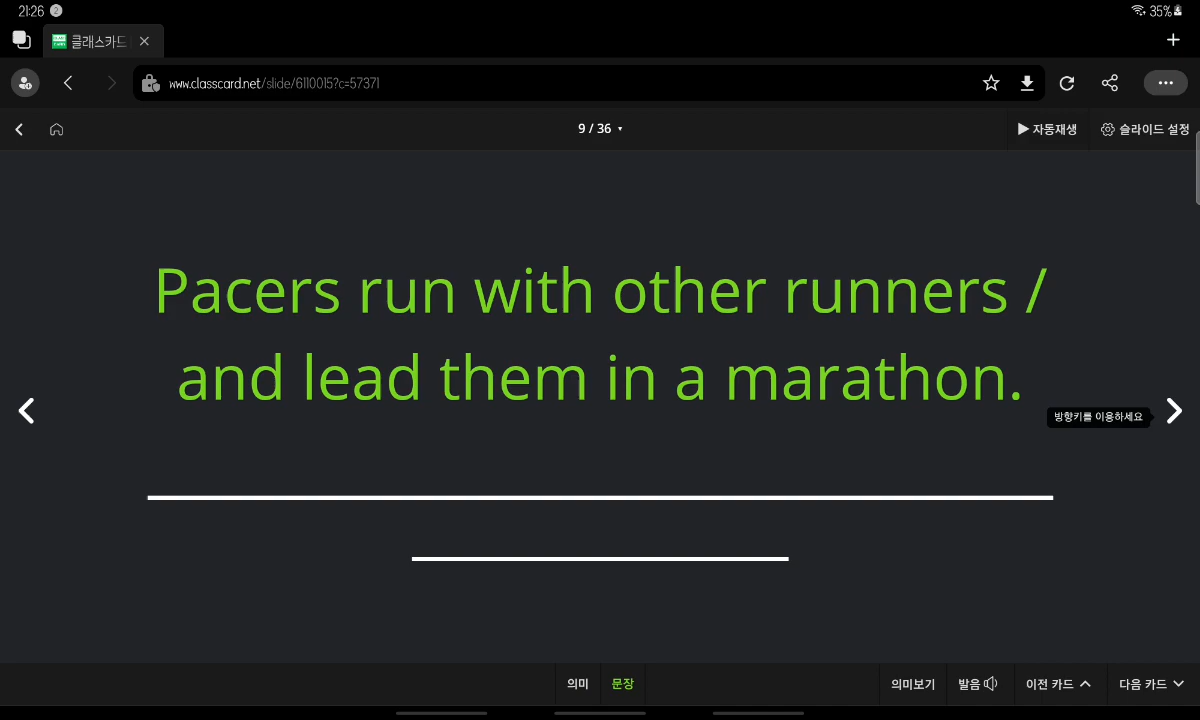 21:26 2 35%
클래스카드
www.classcard.net/slide/6110015?c=57371
9 / 36 자동재생 슬라이드 설정
Pacers run with other runners /
and lead them in a marathon.
방향키를 이용하세요
의미 문장 의미보기 발음 이전 카드 다음 카드